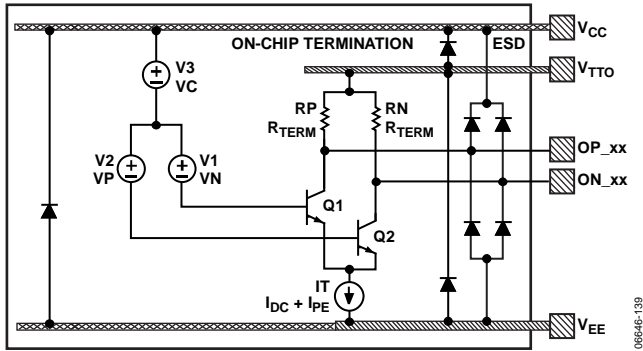 ON-CHIP TERMINATION
ESD
VCC
V3
VC
VTTO
RP
RTERM
RN
RTERM
V2
VP
V1
VN
OP_xx
ON_xx
Q1
Q2
IT
IDC + IPE
VEE
06646-139